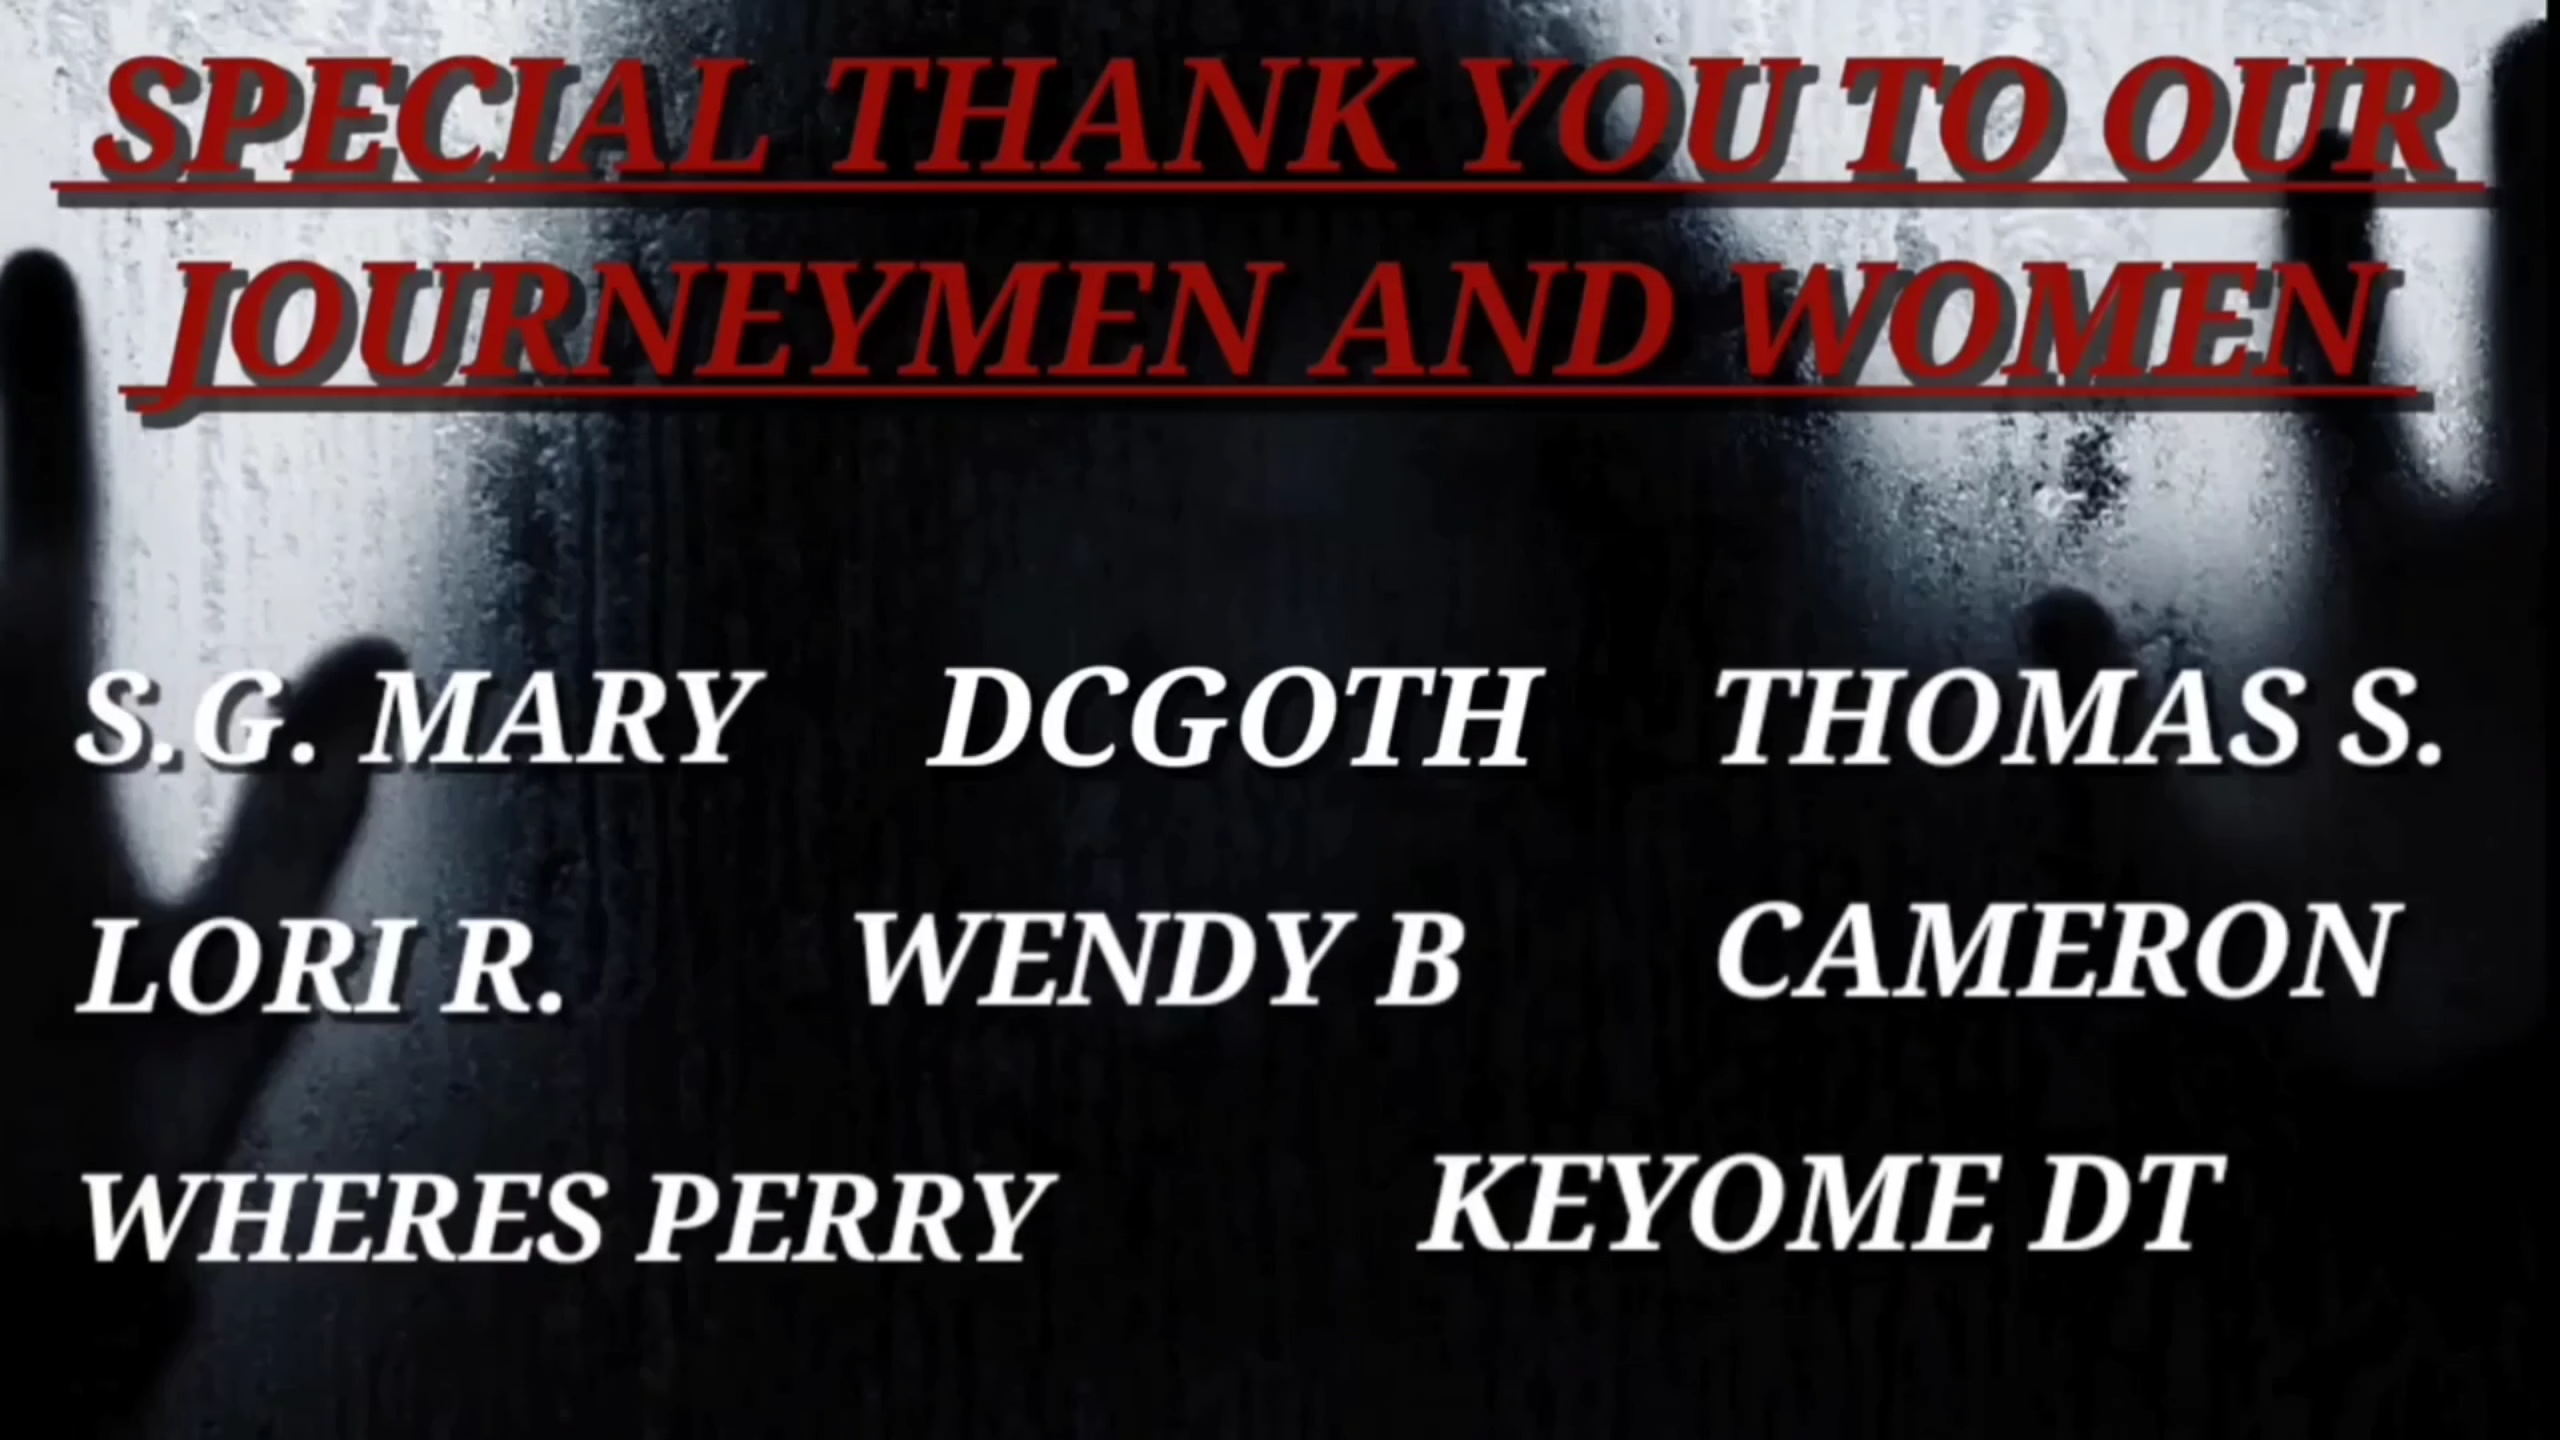 SPECIAL THANK YOU TO OUR
JOURNEYMEN AND WOMEN
S.G. MARY DCGOTH THOMAS S.
LORI R. WENDY B CAMERON
WHERES PERRY KEYOME DT